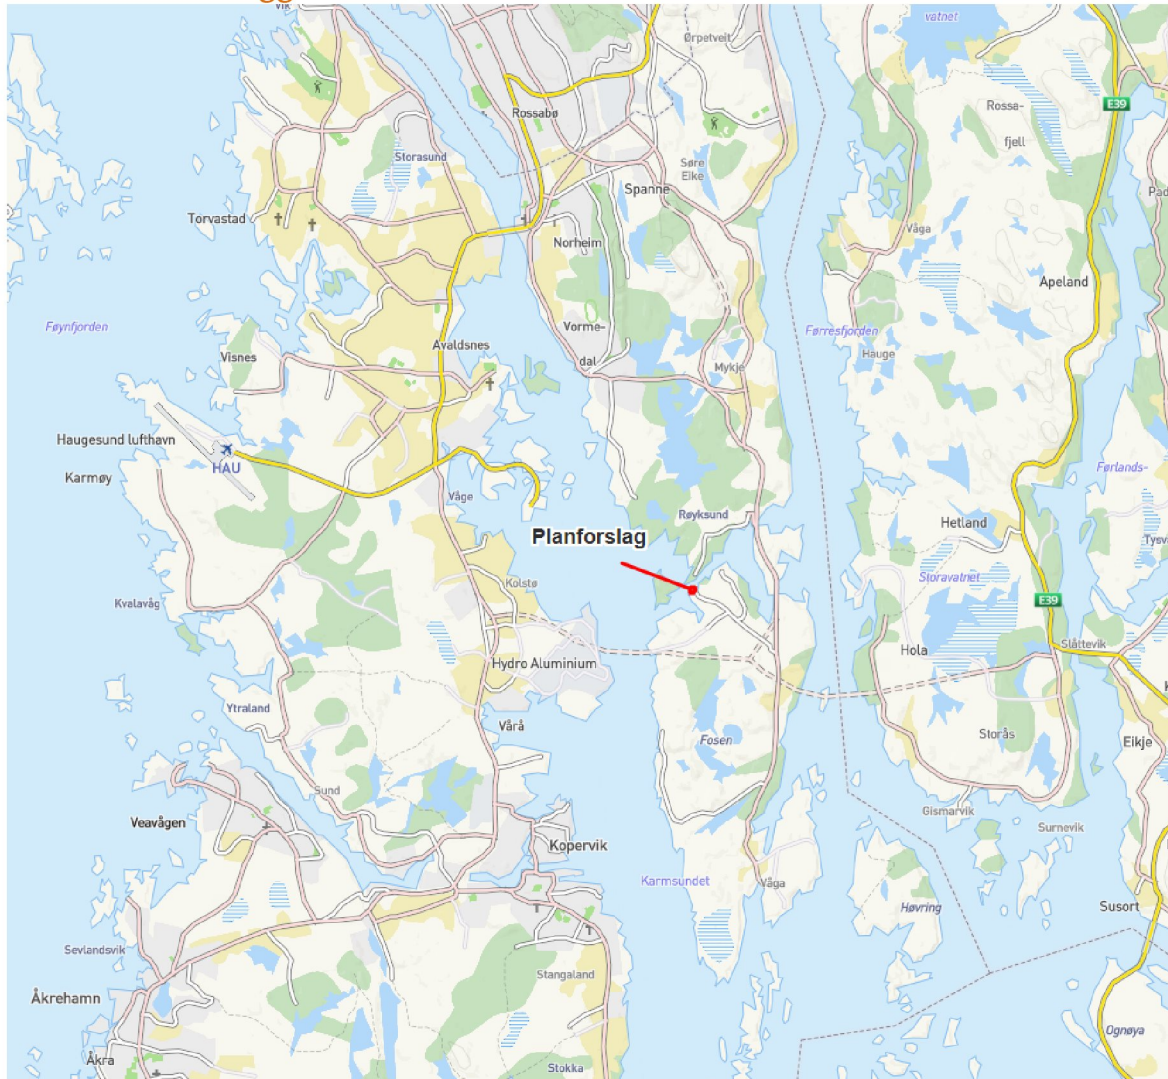 vatnet
Ørpetveit
E39
Rossabø
Rossa-
fjell
Storasund
Søre
Eike
Spanne
Torvastad
Norheim
Våga
Apeland
Føynfjorden
Førresfjorden
Vorme-
dal
Avaldsnes
Visnes
Hauge
Mykje
Haugesund lufthavn
HAU
Karmøy
Førlands-
Våge
Røyksund
Hetland
Planforslag
Tysv
Kolstø
Storavatnet
Kvalavåg
E39
Slåttevik
Hola
Hydro Aluminium
Ytraland
Vårå
Fosen
Storås
Eikje
Sund
Gismarvik
Surnevik
Veavågen
Kopervik
Karmsundet
Våga
Høvring
Susort
Sevlandsvik
Stangaland
Åkrehamn
Ognøya
Åkra
Stokka